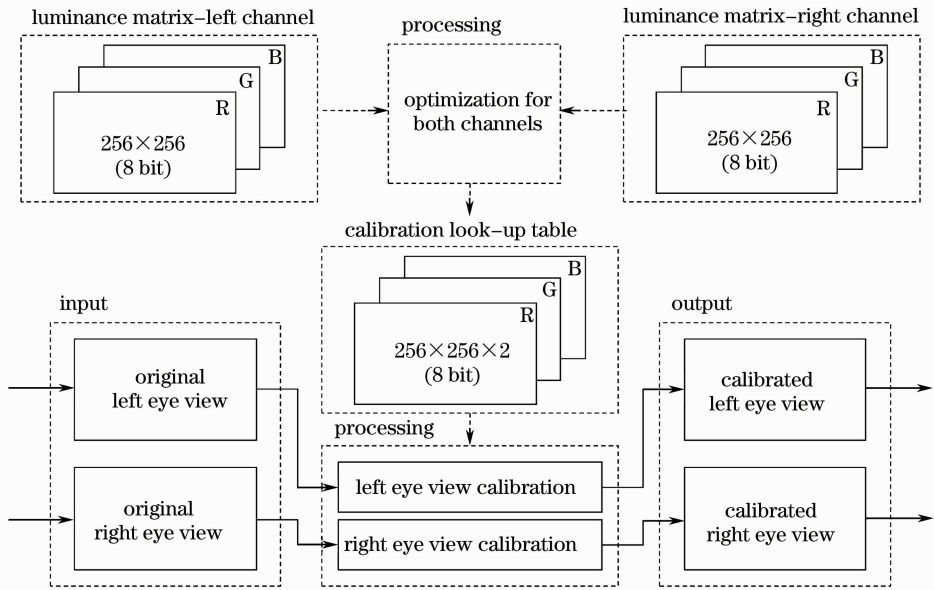 luminance matrix-left channel
B
G
R
256×256
(8 bit)
processing
optimization for
both channels
luminance matrix-right channel
B
G
R
256×256
(8 bit)
calibration look-up table
B
G
R
256×256×2
(8 bit)
input
original
left eye view
original
right eye view
processing
left eye view calibration
right eye view calibration
output
calibrated
left eye view
calibrated
right eye view